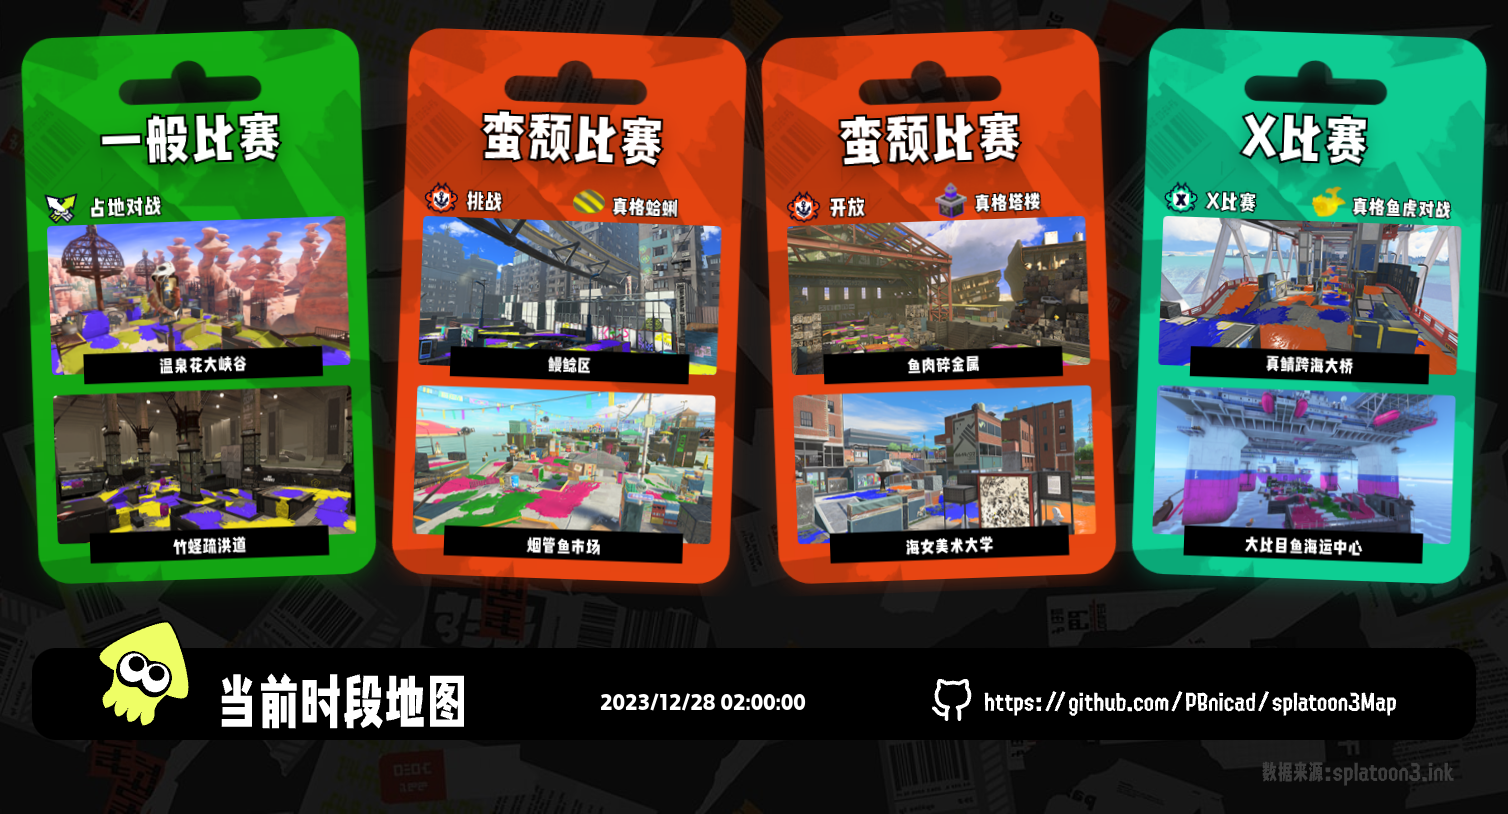 一般比赛
占地对战
温泉花大峡谷
竹蛏疏洪道
蛮颓比赛
挑战
真格蛤蜊
鳗鲶区
烟管鱼市场
蛮颓比赛
开放
真格塔楼
鱼肉碎金属
海女美术大学
X比赛
X比赛
真格鱼虎对战
真鲭跨海大桥
大比目鱼海运中心
当前时段地图
2023/12/28 02:00:00
https://github.com/PBnicad/splatoon3Map
数据来源:splatoon3.ink